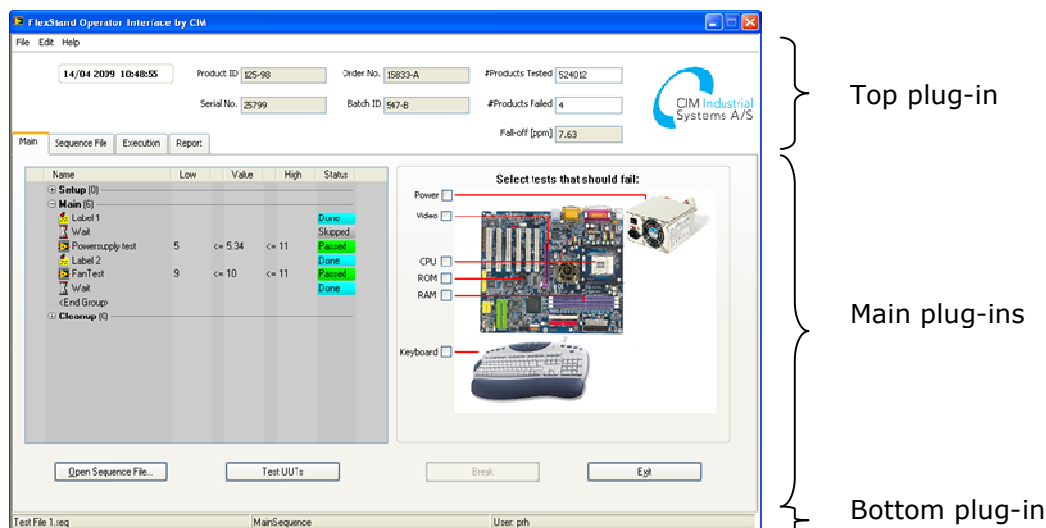 FlexStand Operator Interface by CIM
File Edit Help
14/04 2009 10:48:55
Product ID 125-98
Order No. 15833-A
#Products Tested 524012
Serial No. 25799
Batch ID 547-B
#Products Failed 4
Fall-off [ppm] 7.63
CIM Industrial
Systems A/S
Top plug-in
Main Sequence File Execution Report
Name Low Value High Status
Setup (0)
Main (6)
Label 1 Done
Wait Skipped
Powersupply test 5 <= 5.34 <= 11 Passed
Label 2 Done
FanTest 9 <= 10 <= 11 Passed
Wait Done
<End Group>
Cleanup (0)
Select tests that should fail:
Power
Video
CPU
ROM
RAM
Keyboard
Main plug-ins
Open Sequence File... Test UUTs Break Exit
Test File 1.seq MainSequence User: prh
Bottom plug-in